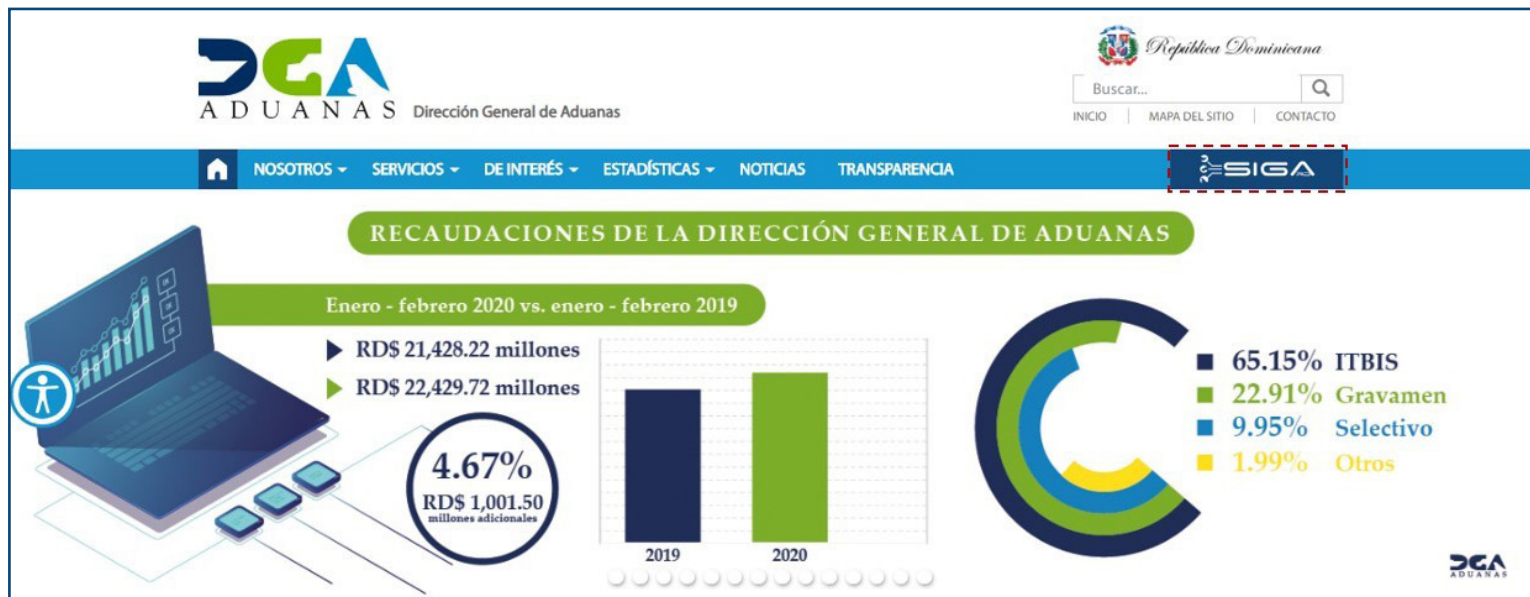 DGA
ADUANAS
Dirección General de Aduanas
República Dominicana
Buscar...
INICIO
MAPA DEL SITIO
CONTACTO
NOSOTROS
SERVICIOS
DE INTERÉS
ESTADÍSTICAS
NOTICIAS
TRANSPARENCIA
SIGA
RECAUDACIONES DE LA DIRECCIÓN GENERAL DE ADUANAS
Enero - febrero 2020 vs. enero - febrero 2019
RD$ 21,428.22 millones
RD$ 22,429.72 millones
4.67%
RD$ 1,001.50
millones adicionales
2019
2020
65.15% ITBIS
22.91% Gravamen
9.95% Selectivo
1.99% Otros
DGA
ADUANAS